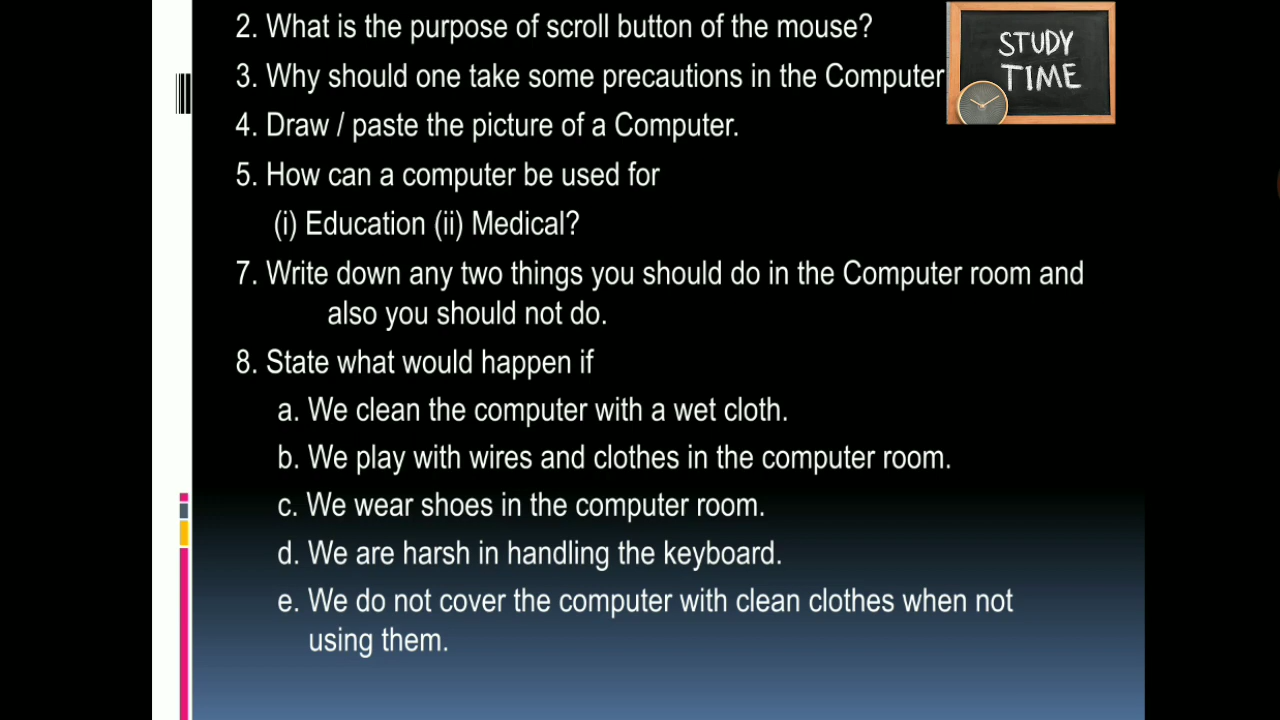 2. What is the purpose of scroll button of the mouse?
3. Why should one take some precautions in the Computer
4. Draw / paste the picture of a Computer.
5. How can a computer be used for
(i) Education (ii) Medical?
7. Write down any two things you should do in the Computer room and
also you should not do.
8. State what would happen if
a. We clean the computer with a wet cloth.
b. We play with wires and clothes in the computer room.
c. We wear shoes in the computer room.
d. We are harsh in handling the keyboard.
e. We do not cover the computer with clean clothes when not
using them.
STUDY
TIME